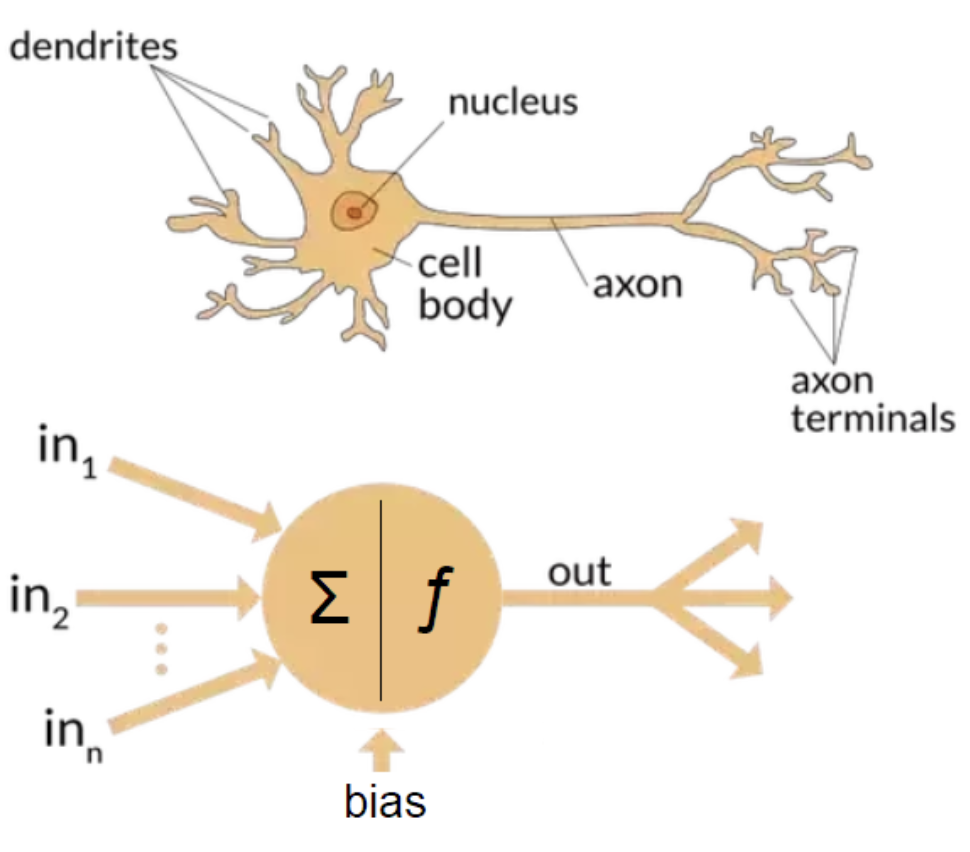 dendrites
nucleus
cell
body
axon
axon
terminals
in₁
in₂
Σ
ƒ
out
inₙ
bias